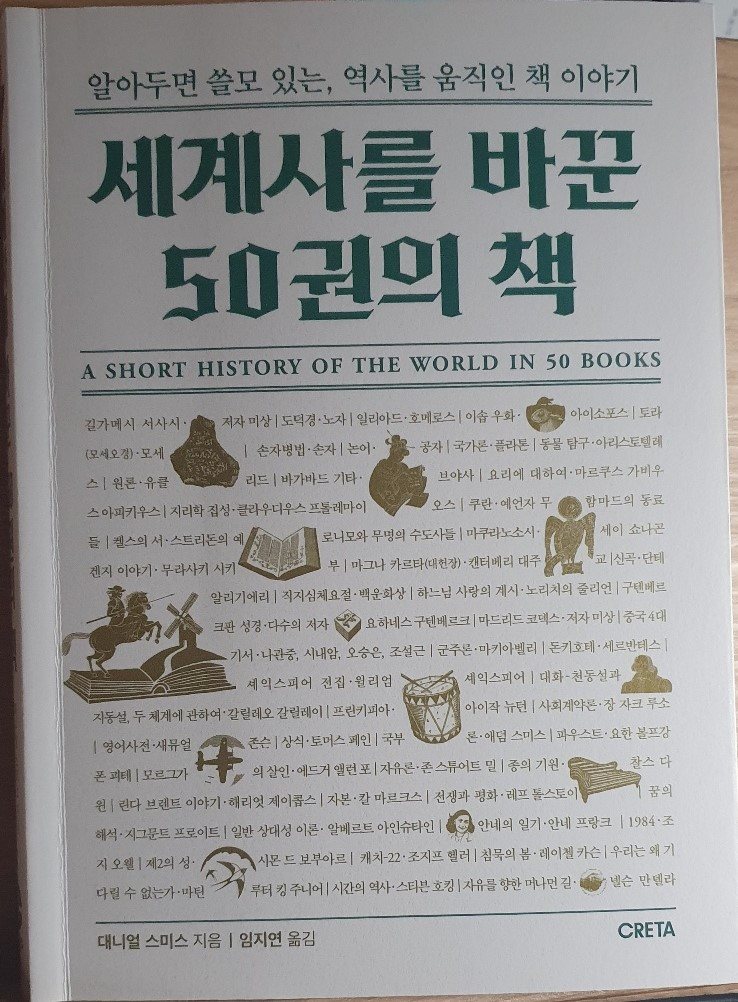 알아두면 쓸모 있는, 역사를 움직인 책 이야기
세계사를 바꾼
50권의 책
A SHORT HISTORY OF THE WORLD IN 50 BOOKS
길가메시 서사시· 저자 미상 | 도덕경·노자 | 일리아드·호메로스 | 이솝 우화· 아이소포스 | 토라
(모세오경)·모세 | 손자병법·손자 | 논어· 공자 | 국가론·플라톤 | 동물 탐구·아리스토텔레
스 | 원론·유클 리드 | 바가바드 기타· 브야사 | 요리에 대하여·마르쿠스 가비우
스 아피키우스 | 지리학 집성·클라우디우스 프톨레마이 오스 | 쿠란·예언자 무 함마드의 동료
들 | 켈스의 서·스트리돈의 예 로니모와 무명의 수도사들 | 마쿠라노소시· 세이 쇼나곤
겐지 이야기·무라사키 시키 부 | 마그나 카르타(대헌장)·캔터베리 대주 교 | 신곡·단테
알리기에리 | 직지심체요절·백운화상 | 하느님 사랑의 계시·노리치의 줄리언 | 구텐베르
크판 성경·다수의 저자 요하네스 구텐베르크 | 마드리드 코덱스·저자 미상 | 중국 4대
기서·나관중, 시내암, 오승은, 조설근 | 군주론·마키아벨리 | 돈키호테·세르반테스 |
셰익스피어 전집·윌리엄 셰익스피어 | 대화-천동설과
지동설, 두 체계에 관하여·갈릴레오 갈릴레이 | 프린키피아· 아이작 뉴턴 | 사회계약론·장 자크 루소
| 영어사전·새뮤얼 존슨 | 상식·토머스 페인 | 국부 론·애덤 스미스 | 파우스트·요한 볼프강
폰 괴테 | 모르그가 의 살인·에드거 앨런 포 | 자유론·존 스튜어트 밀 | 종의 기원· 찰스 다
윈 | 린다 브렌트 이야기·해리엇 제이콥스 | 자본·칼 마르크스 | 전쟁과 평화·레프 톨스토이 | 꿈의
해석·지그문트 프로이트 | 일반 상대성 이론· 알베르트 아인슈타인 | 안네의 일기·안네 프랑크 | 1984·조
지 오웰 | 제2의 성· 시몬 드 보부아르 | 캐치-22·조지프 헬러 | 침묵의 봄·레이첼 카슨 | 우리는 왜 기
다릴 수 없는가·마틴 루터 킹 주니어 | 시간의 역사·스티븐 호킹 | 자유를 향한 머나먼 길· 넬슨 만델라
대니얼 스미스 지음 | 임지연 옮김
CRETA